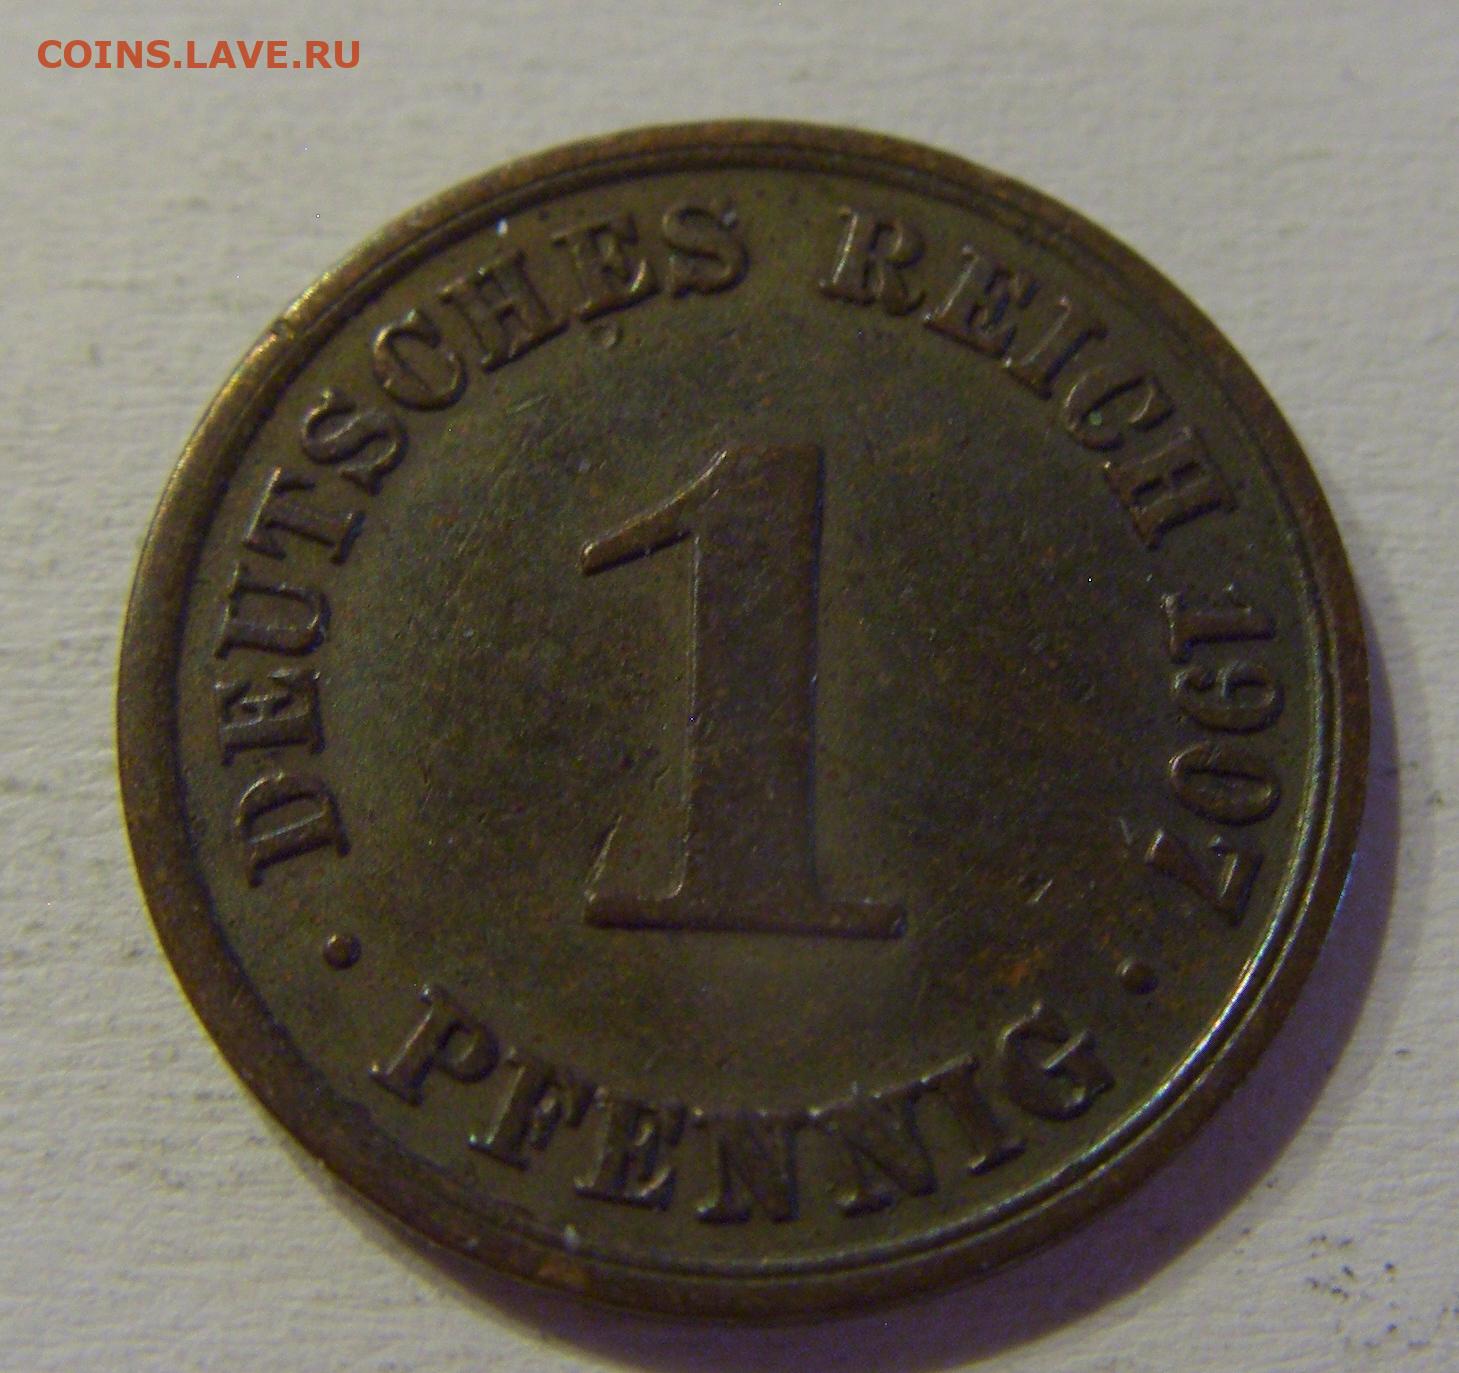 COINS.LAVE.RU
DEUTSCHES REICH 1907
1
· PFENNIG ·